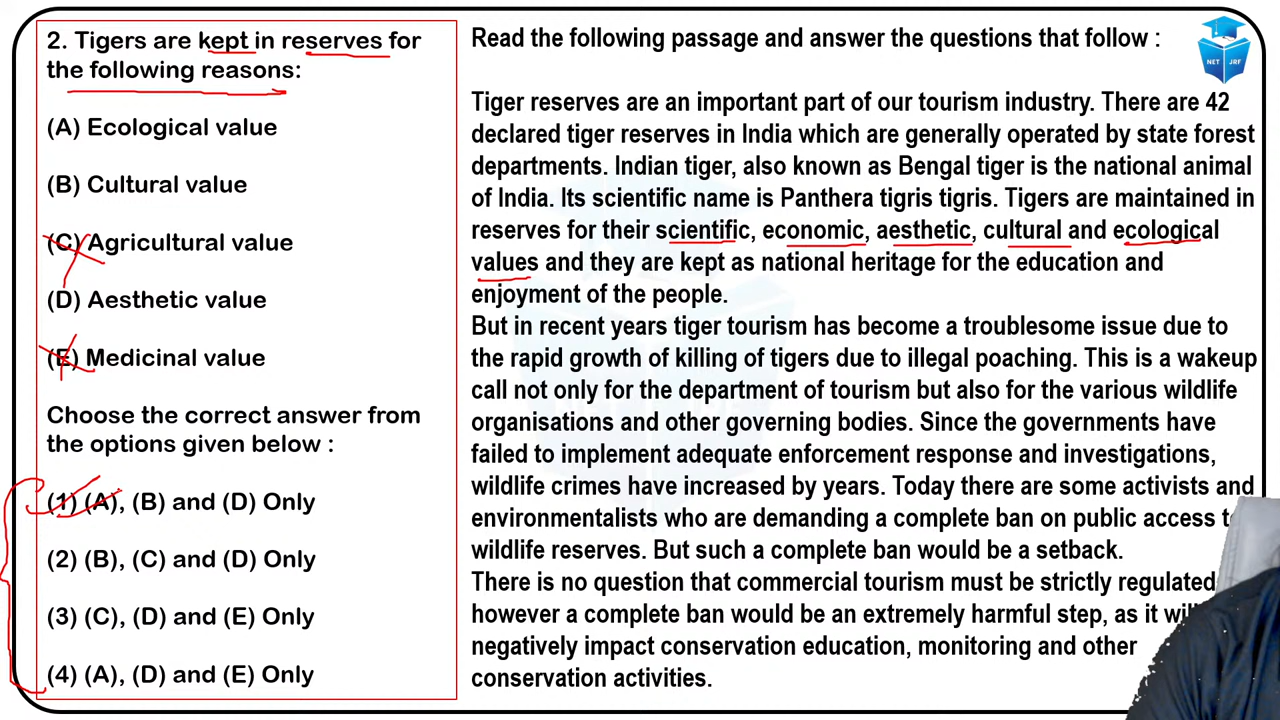 2. Tigers are kept in reserves for
the following reasons:
(A) Ecological value
(B) Cultural value
(C) Agricultural value
(D) Aesthetic value
(E) Medicinal value
Choose the correct answer from
the options given below :
(1) (A), (B) and (D) Only
(2) (B), (C) and (D) Only
(3) (C), (D) and (E) Only
(4) (A), (D) and (E) Only
Read the following passage and answer the questions that follow :
NET JRF
Tiger reserves are an important part of our tourism industry. There are 42
declared tiger reserves in India which are generally operated by state forest
departments. Indian tiger, also known as Bengal tiger is the national animal
of India. Its scientific name is Panthera tigris tigris. Tigers are maintained in
reserves for their scientific, economic, aesthetic, cultural and ecological
values and they are kept as national heritage for the education and
enjoyment of the people.
But in recent years tiger tourism has become a troublesome issue due to
the rapid growth of killing of tigers due to illegal poaching. This is a wakeup
call not only for the department of tourism but also for the various wildlife
organisations and other governing bodies. Since the governments have
failed to implement adequate enforcement response and investigations,
wildlife crimes have increased by years. Today there are some activists and
environmentalists who are demanding a complete ban on public access
wildlife reserves. But such a complete ban would be a setback.
There is no question that commercial tourism must be strictly regulated
however a complete ban would be an extremely harmful step, as it will
negatively impact conservation education, monitoring and other
conservation activities.